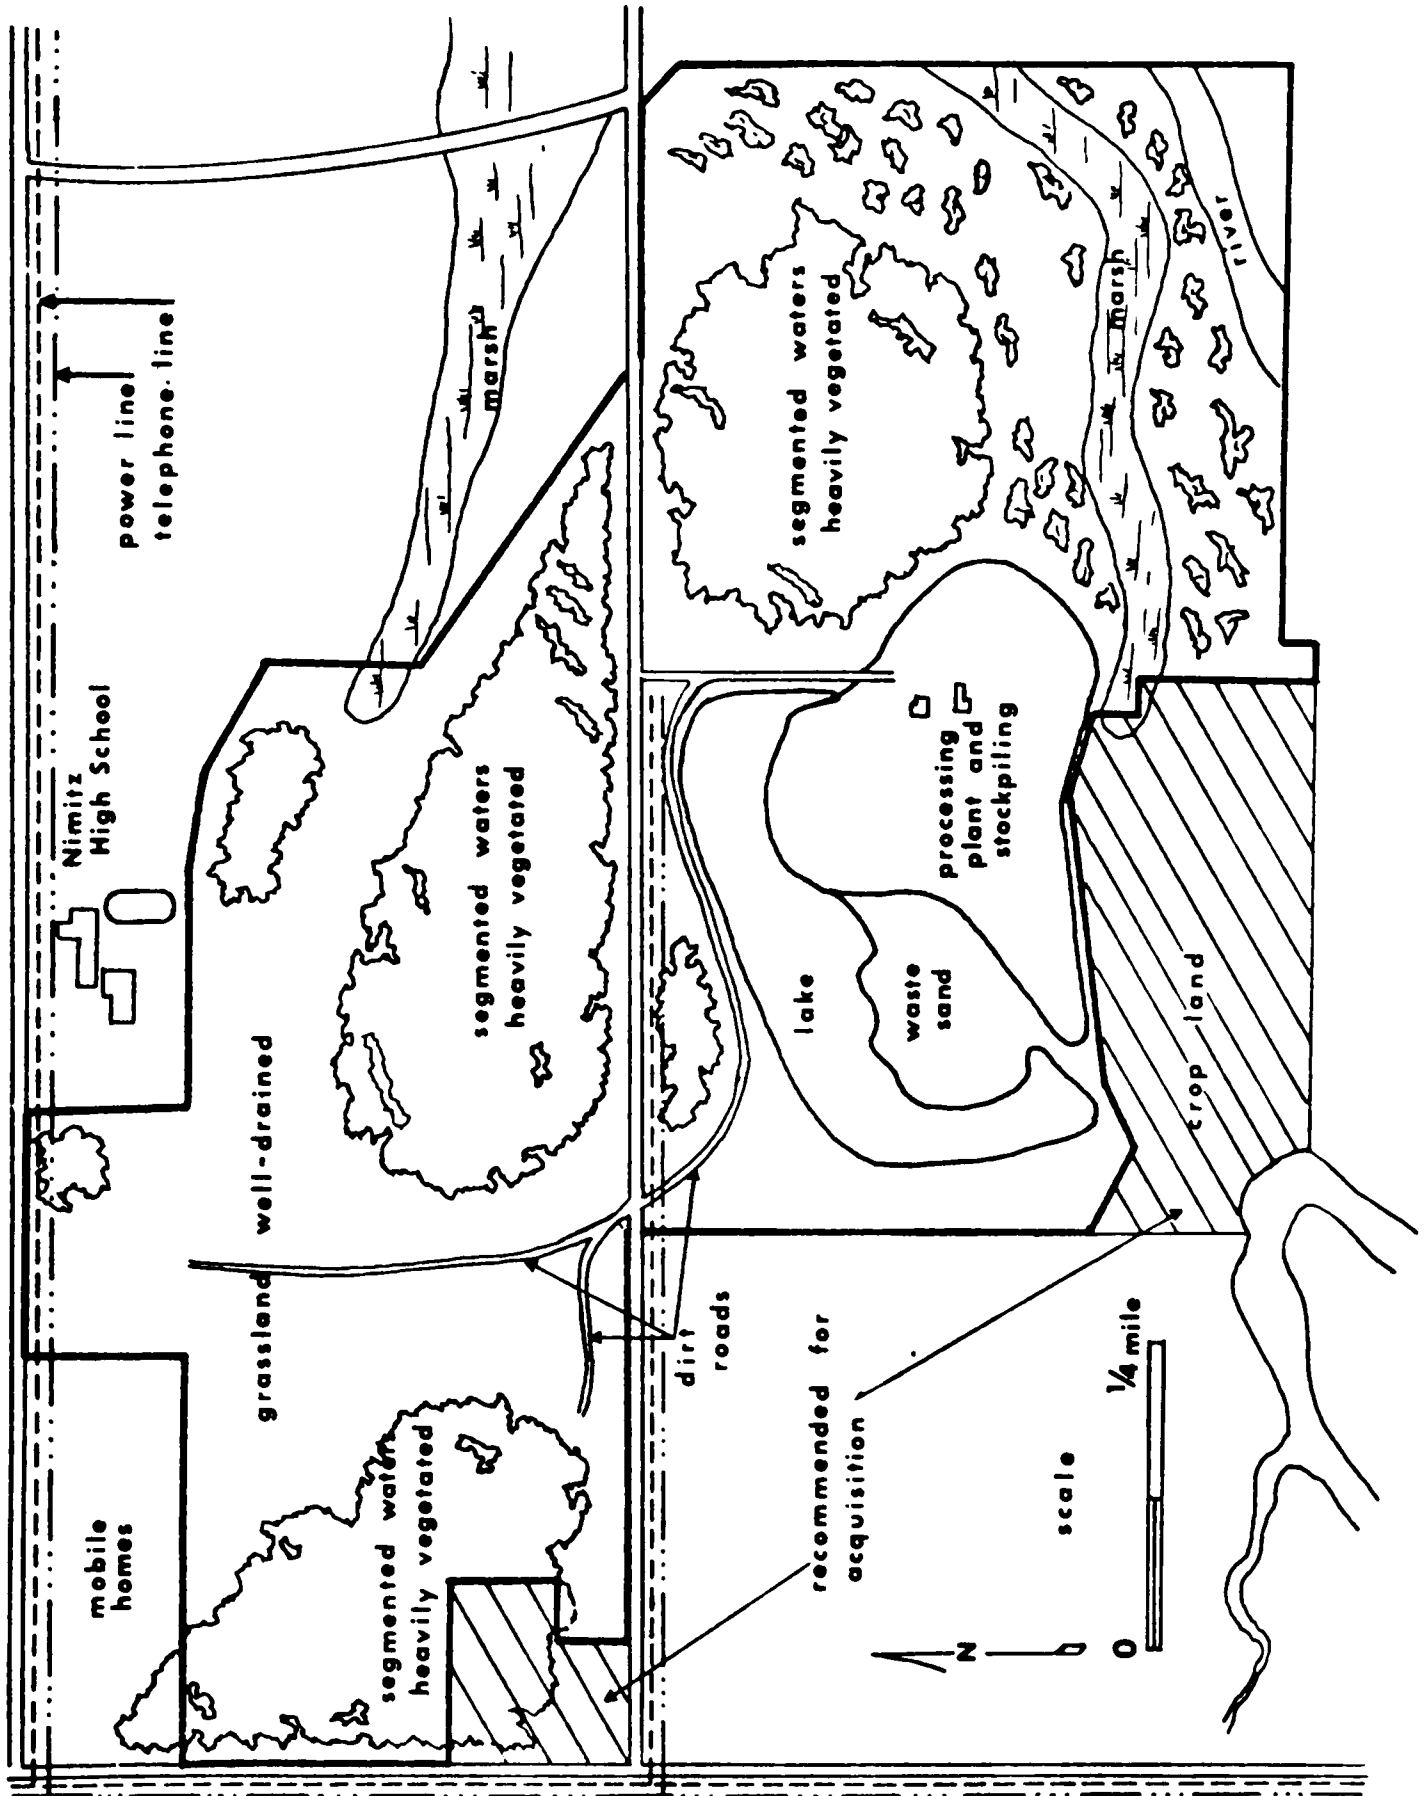 power line
telephone line
Nimitz
High School
mobile
homes
grassland well-drained
marsh
segmented waters
heavily vegetated
segmented waters
heavily vegetated
segmented waters
heavily vegetated
marsh
river
processing
plant and
stockpiling
lake
waste
sand
crop land
dirt
roads
recommended for
acquisition
scale
0 1/4 mile
N